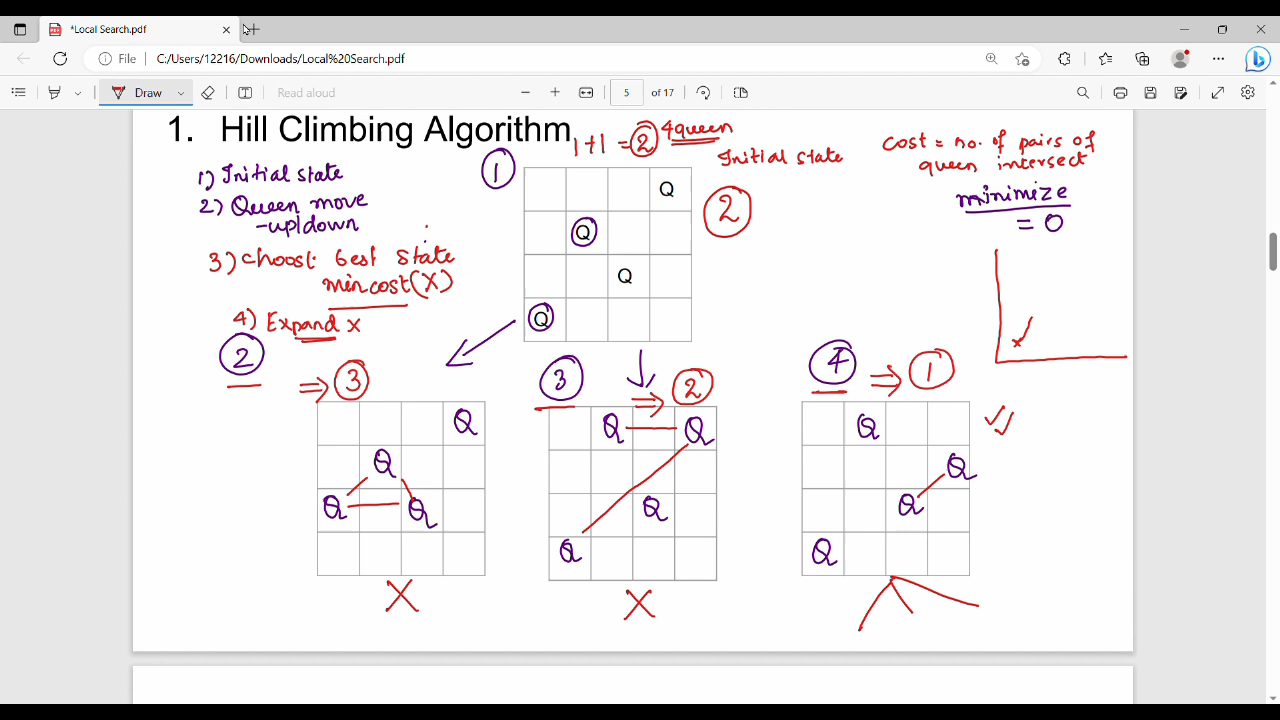 *Local Search.pdf
File
C:/Users/12216/Downloads/Local%20Search.pdf
Draw
Read aloud
5
of 17
1. Hill Climbing Algorithm
1+1 = 2
4queen
Initial state
cost = no. of pairs of
queen intersect
minimize
= 0
1
2
1) Initial state
2) Queen move
-up/down
3) choost best state
min cost (X)
4) Expand x
Q
Q
Q
Q
2
⇒ 3
3
⇒ 2
4
⇒ 1
Q
Q
Q Q
X
Q Q
Q
Q
X
Q
Q
Q
Q